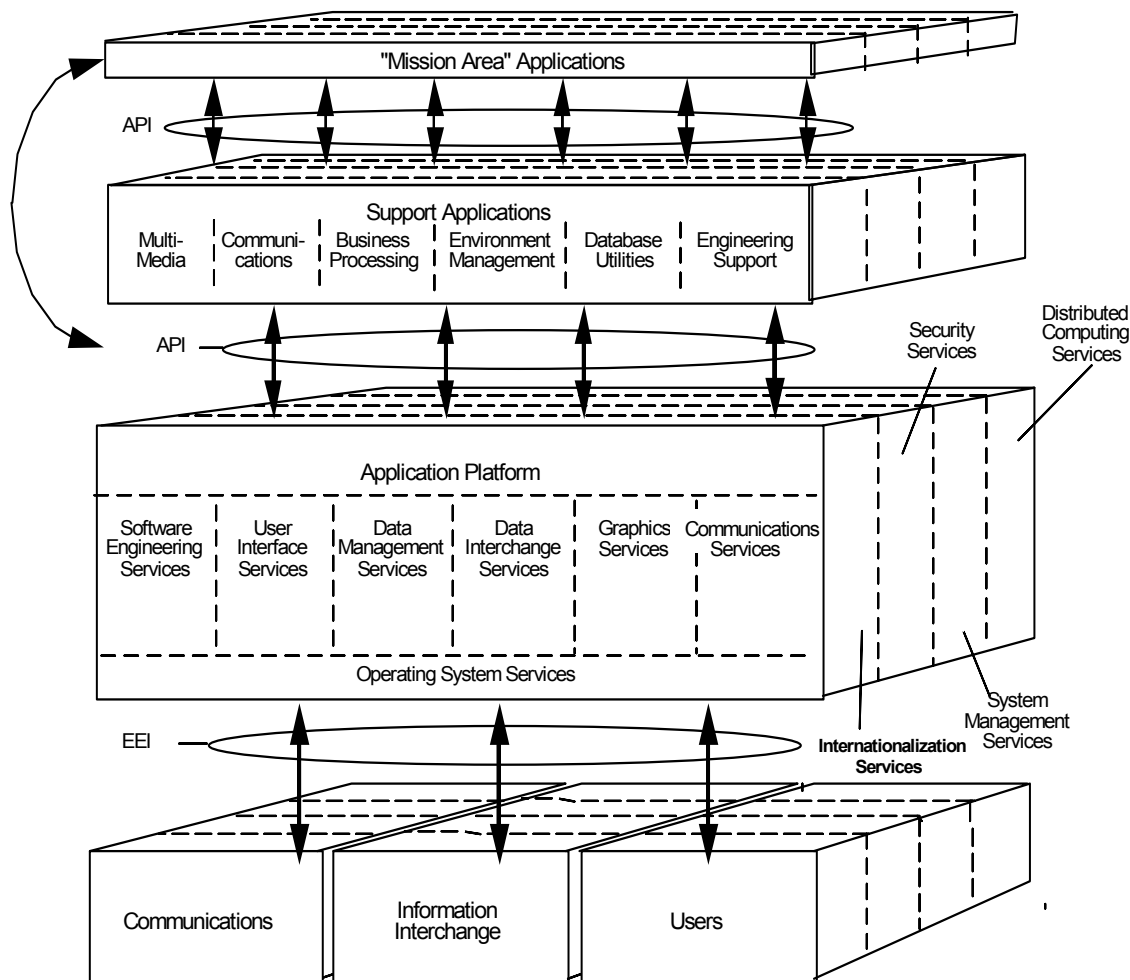 "Mission Area" Applications
API
Support Applications
Multi-
Media
Communi-
cations
Business
Processing
Environment
Management
Database
Utilities
Engineering
Support
API
Security
Services
Distributed
Computing
Services
Application Platform
Software
Engineering
Services
User
Interface
Services
Data
Management
Services
Data
Interchange
Services
Graphics
Services
Communications
Services
Operating System Services
EEI
Internationalization
Services
System
Management
Services
Communications
Information
Interchange
Users